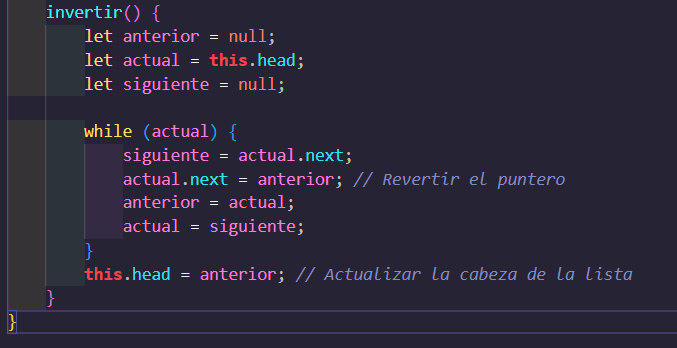 invertir() {
let anterior = null;
let actual = this.head;
let siguiente = null;
while (actual) {
siguiente = actual.next;
actual.next = anterior; // Revertir el puntero
anterior = actual;
actual = siguiente;
}
this.head = anterior; // Actualizar la cabeza de la lista
}
}